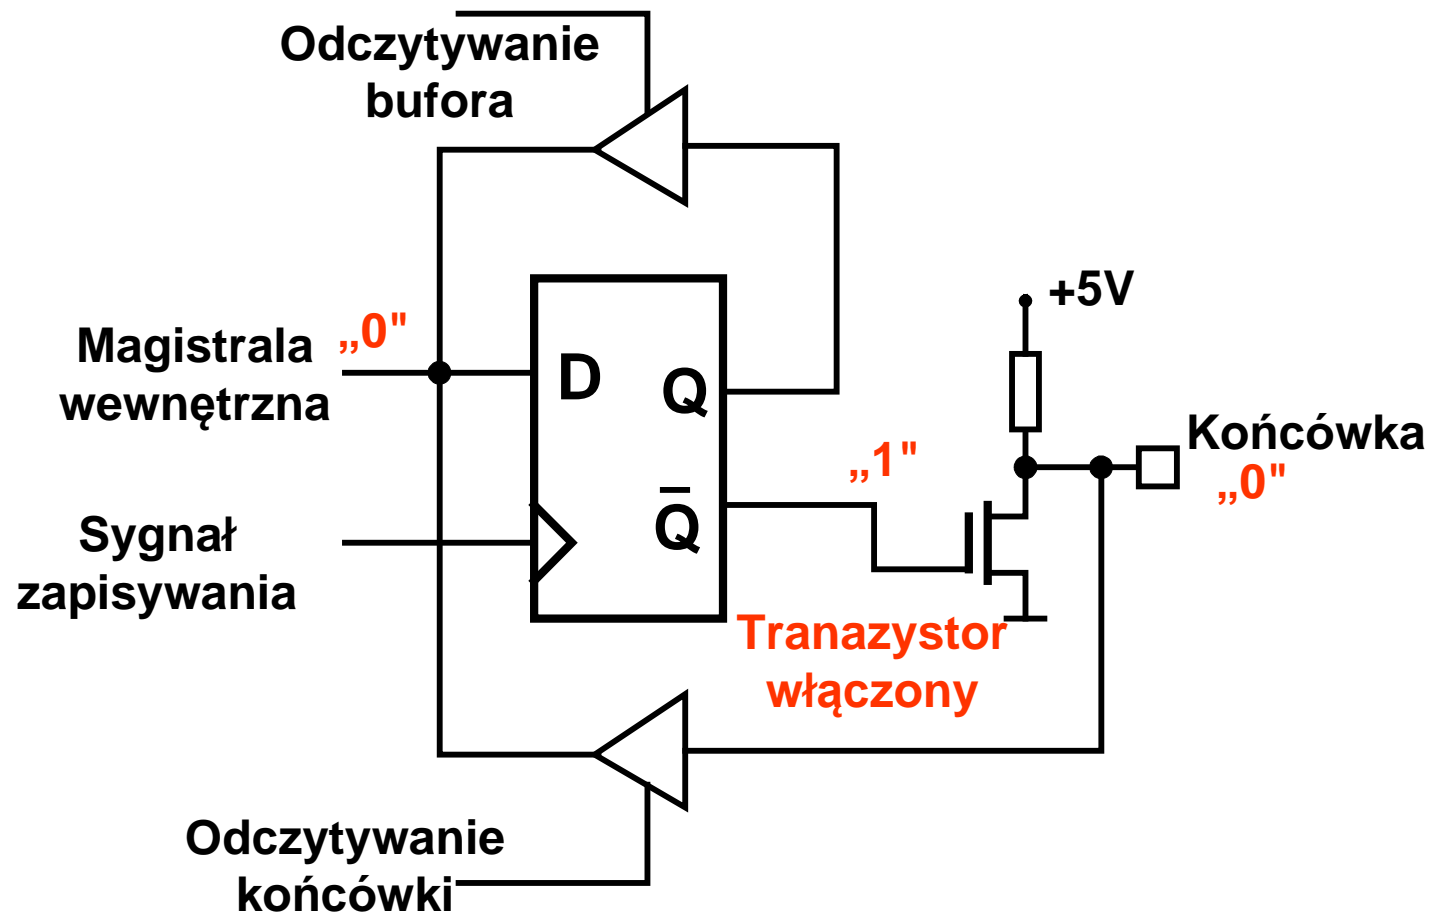 Odczytywanie
bufora
+5V
Magistrala „0"
wewnętrzna
D
Q
Końcówka
„0"
„1"
Q̅
Sygnał
zapisywania
Tranazystor
włączony
Odczytywanie
końcówki